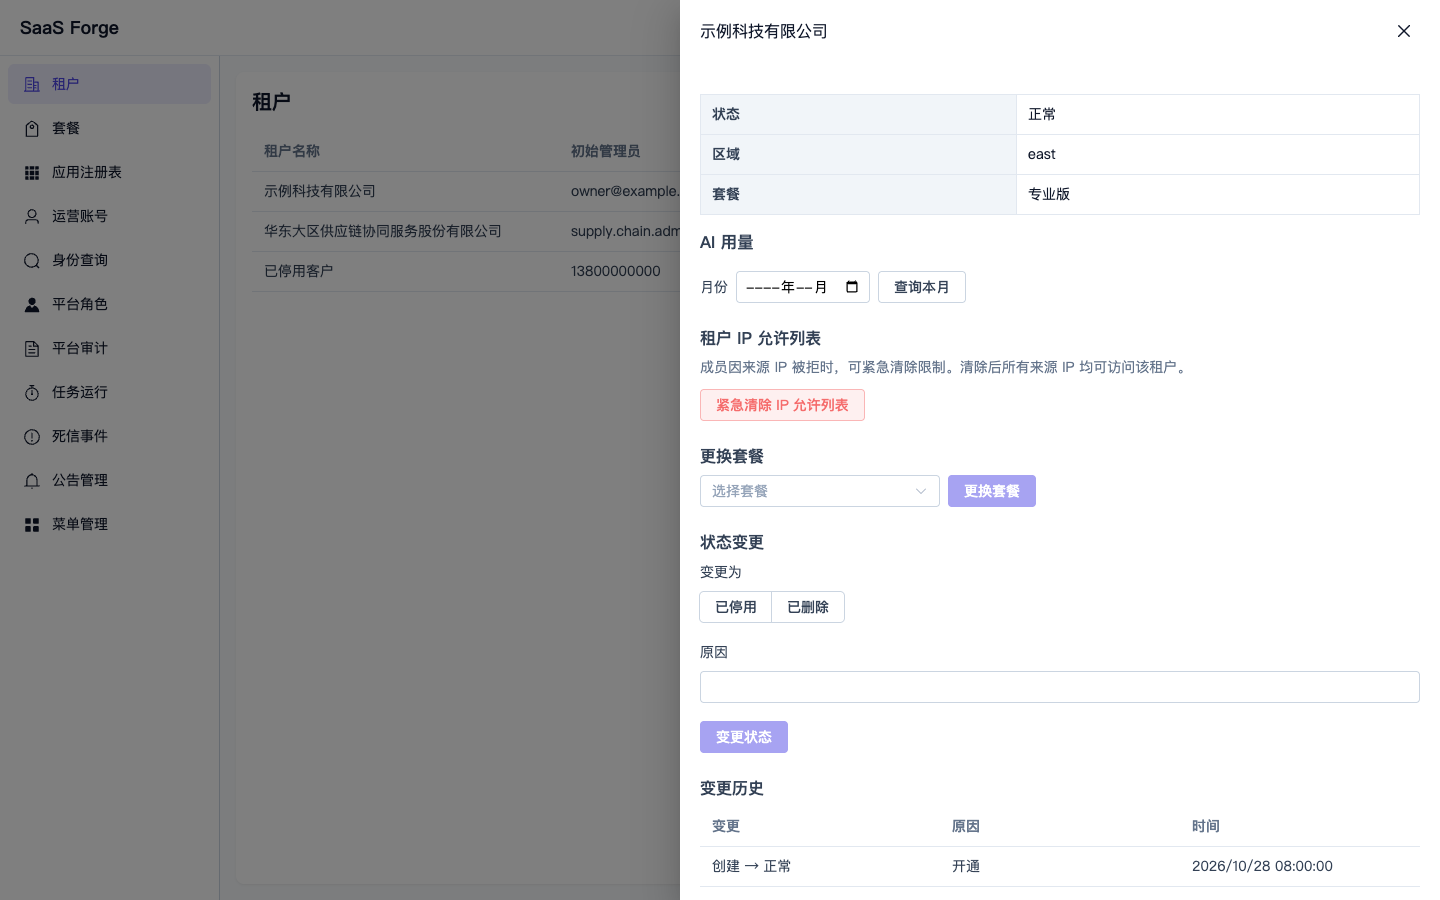 SaaS Forge
租户
套餐
应用注册表
运营账号
身份查询
平台角色
平台审计
任务运行
死信事件
公告管理
菜单管理
租户
租户名称 初始管理员
示例科技有限公司 owner@example.
华东大区供应链协同服务股份有限公司 supply.chain.adm
已停用客户 13800000000
示例科技有限公司
状态 正常
区域 east
套餐 专业版
AI 用量
月份 ----年--月 查询本月
租户 IP 允许列表
成员因来源 IP 被拒时，可紧急清除限制。清除后所有来源 IP 均可访问该租户。
紧急清除 IP 允许列表
更换套餐
选择套餐 更换套餐
状态变更
变更为
已停用 已删除
原因
变更状态
变更历史
变更 原因 时间
创建 → 正常 开通 2026/10/28 08:00:00